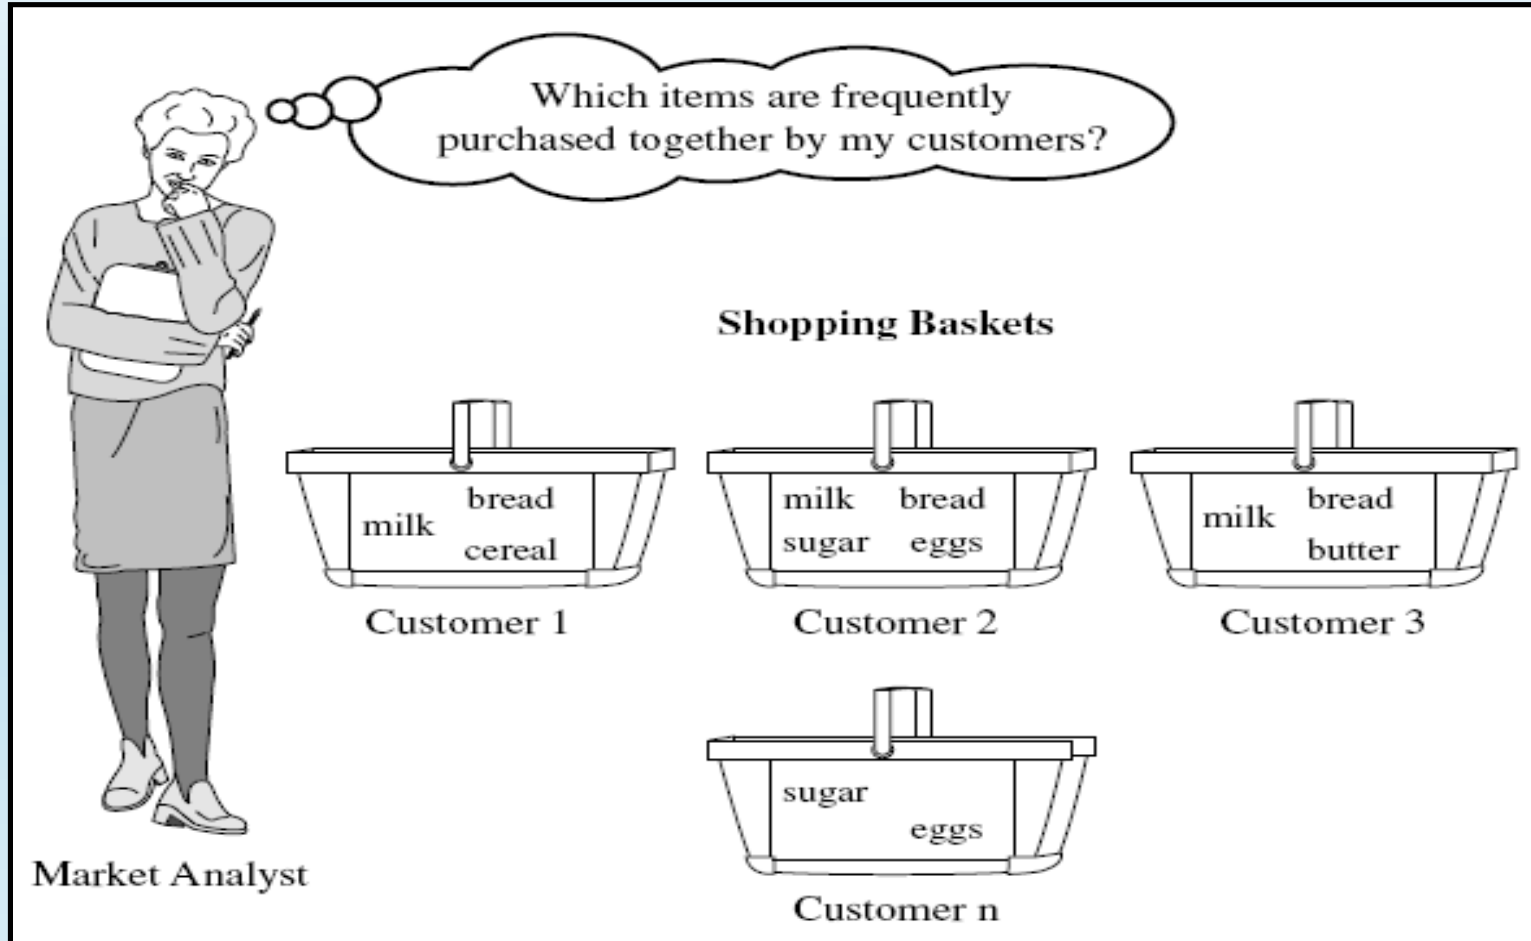 Which items are frequently
purchased together by my customers?
Shopping Baskets
milk
bread
cereal
Customer 1
milk bread
sugar eggs
Customer 2
milk
bread
butter
Customer 3
sugar
eggs
Customer n
Market Analyst